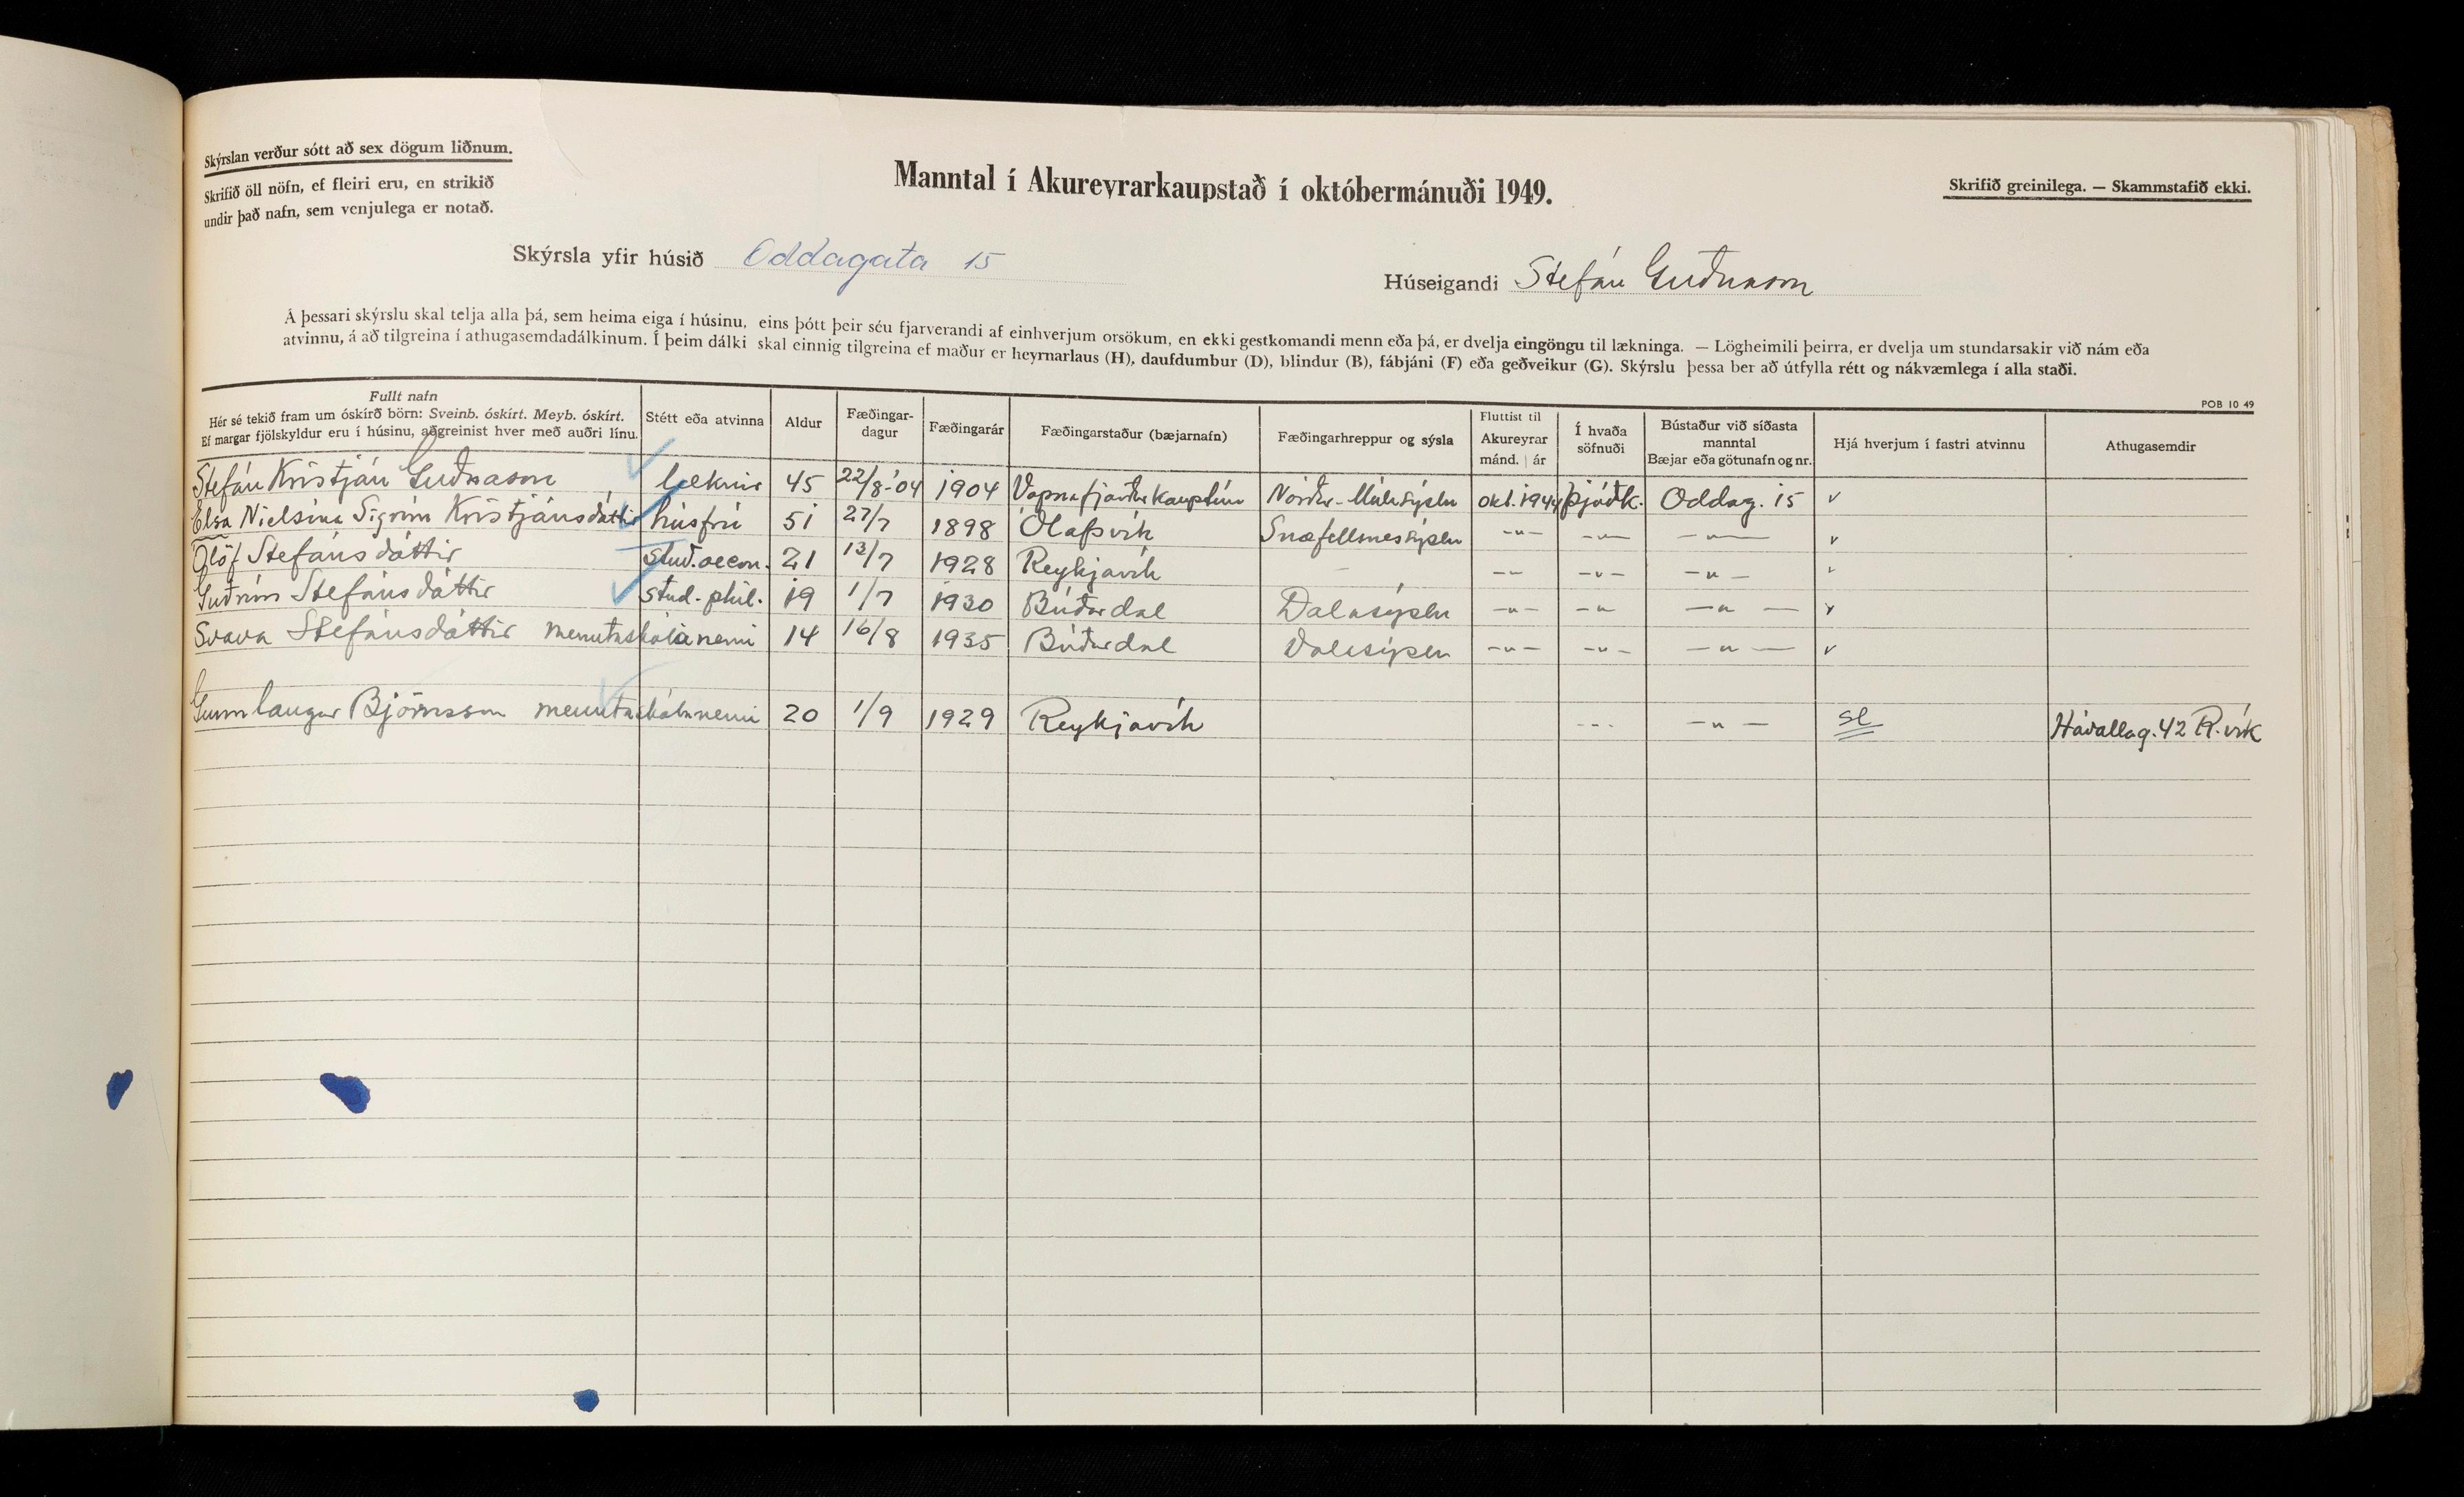 Skýrslan verður sótt að sex dögum liðnum.
Skrifið öll nöfn, ef fleiri eru, en strikið
undir það nafn, sem venjulega er notað.
Manntal í Akureyrarkaupstað í októbermánuði 1949.
Skrifið greinilega. — Skammstafið ekki.
Skýrsla yfir húsið Oddagata 15
Húseigandi Stefán Guðnason
Á þessari skýrslu skal telja alla þá, sem heima eiga í húsinu, eins þótt þeir séu fjarverandi af einhverjum orsökum, en ekki gestkomandi menn eða þá, er dvelja eingöngu til lækninga. — Lögheimili þeirra, er dvelja um stundarsakir við nám eða
atvinnu, á að tilgreina í athugasemdadálkinum. Í þeim dálki skal einnig tilgreina ef maður er heyrnarlaus (H), daufdumbur (D), blindur (B), fábjáni (F) eða geðveikur (G). Skýrslu þessa ber að útfylla rétt og nákvæmlega í alla staði.
POB 10 49
Fullt nafn
Hér sé tekið fram um óskírð börn: Sveinb. óskírt. Meyb. óskírt.
Ef margar fjölskyldur eru í húsinu, aðgreinist hver með auðri línu.
Stétt eða atvinna
Aldur
Fæðingar-
dagur
Fæðingarár
Fæðingarstaður (bæjarnafn)
Fæðingarhreppur og sýsla
Fluttist til
Akureyrar
mánd. | ár
Í hvaða
söfnuði
Bústaður við síðasta
manntal
Bæjar eða götunafn og nr.
Hjá hverjum í fastri atvinnu
Athugasemdir
Stefán Kristján Guðnason læknir 45 22/8-'04 1904 Vopnafjarðarkauptún Norður-Múlasýslu okt. 1944 þjóðk. Oddag. 15 v
Elsa Nielsína Sigrún Kristjánsdóttir húsfrú 51 27/7 1898 Ólafsvík Snæfellsnessýslu -"- -"- -"- v
Ólöf Stefánsdóttir stud. oecon. 21 13/7 1928 Reykjavík - -"- -"- -"- v
Guðrún Stefánsdóttir stud. phil. 19 1/7 1930 Búðardal Dalasýslu -"- -"- -"- v
Svava Stefánsdóttir menntaskólanemi 14 16/8 1935 Búðardal Dalasýslu -"- -"- -"- v
Gunnlaugur Björnsson menntaskólanemi 20 1/9 1929 Reykjavík --- -"- sl Hávallag. 42 R.vík